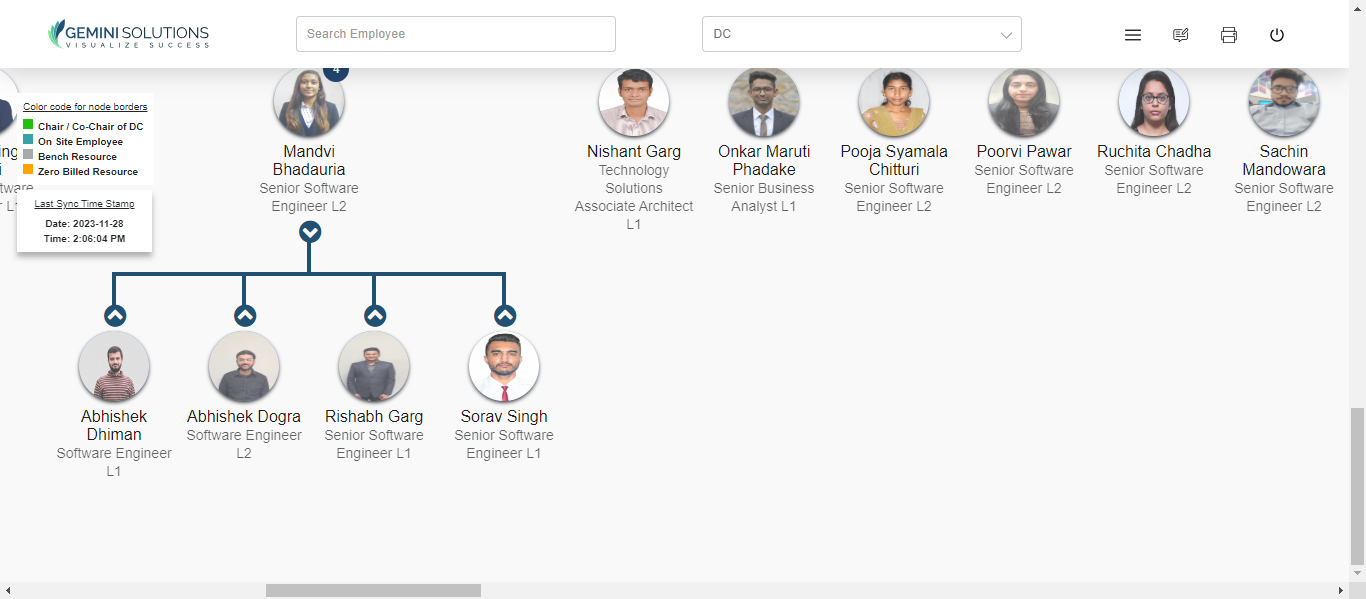 GEMINI SOLUTIONS
VISUALIZE SUCCESS
Search Employee
DC
4
Color code for node borders
Chair / Co-Chair of DC
On Site Employee
Bench Resource
Zero Billed Resource
Last Sync Time Stamp
Date: 2023-11-28
Time: 2:06:04 PM
Mandvi
Bhadauria
Senior Software
Engineer L2
Nishant Garg
Technology
Solutions
Associate Architect
L1
Onkar Maruti
Phadake
Senior Business
Analyst L1
Pooja Syamala
Chitturi
Senior Software
Engineer L2
Poorvi Pawar
Senior Software
Engineer L2
Ruchita Chadha
Senior Software
Engineer L2
Sachin
Mandowara
Senior Software
Engineer L2
Abhishek
Dhiman
Software Engineer
L1
Abhishek Dogra
Software Engineer
L2
Rishabh Garg
Senior Software
Engineer L1
Sorav Singh
Senior Software
Engineer L1